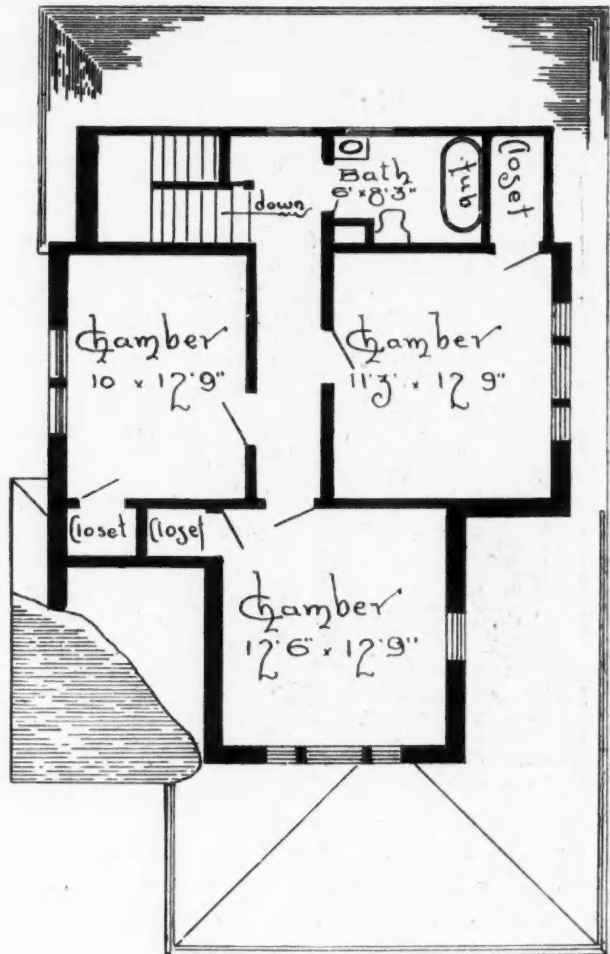 Bath
6' x 8'3"
tub
Closet
down
Chamber
10 x 12'9"
Chamber
11'3' x 12 9"
Closet
Closet
Chamber
12'6" x 12'9"